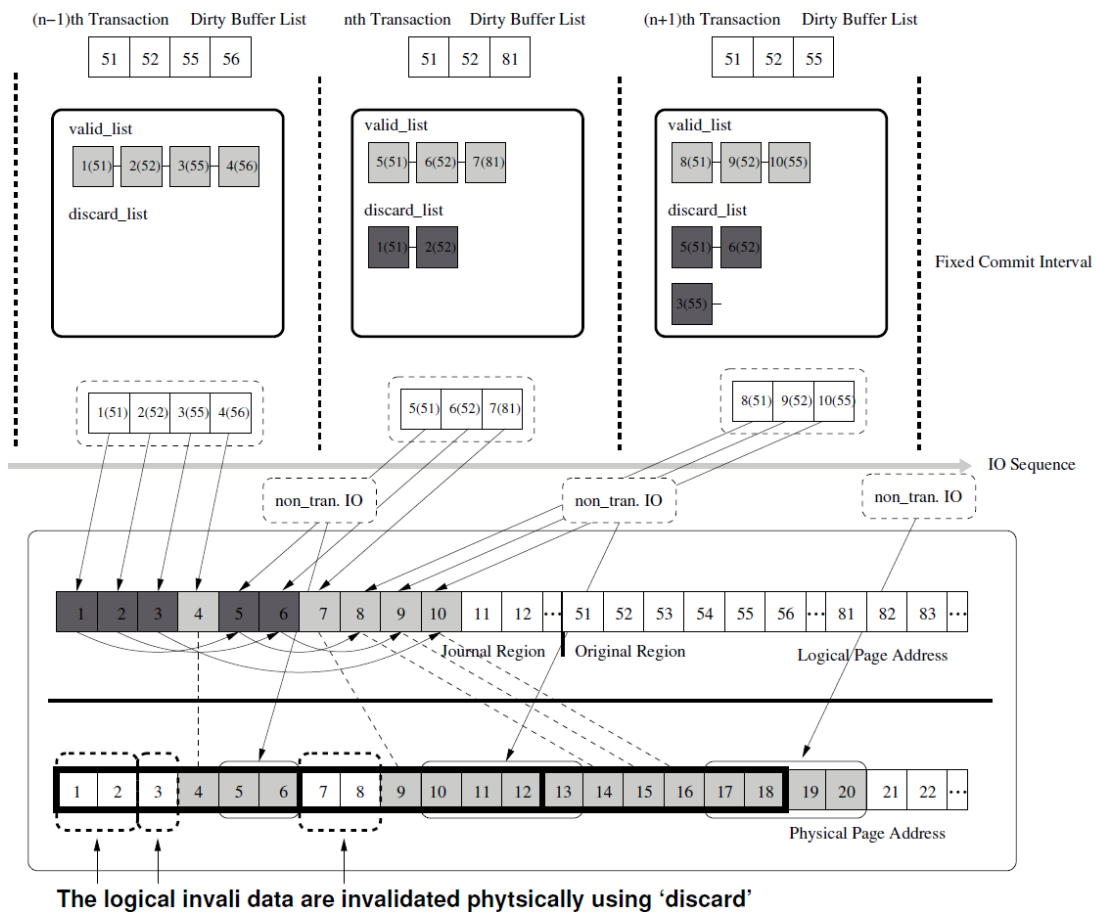 (n−1)th Transaction Dirty Buffer List nth Transaction Dirty Buffer List (n+1)th Transaction Dirty Buffer List
51 52 55 56 51 52 81 51 52 55
valid_list valid_list valid_list
1(51) 2(52) 3(55) 4(56) 5(51) 6(52) 7(81) 8(51) 9(52) 10(55)
discard_list discard_list discard_list
1(51) 2(52) 5(51) 6(52)
Fixed Commit Interval
3(55)
1(51) 2(52) 3(55) 4(56) 5(51) 6(52) 7(81) 8(51) 9(52) 10(55)
IO Sequence
non_tran. IO non_tran. IO non_tran. IO
1 2 3 4 5 6 7 8 9 10 11 12 ... 51 52 53 54 55 56 ... 81 82 83 ...
Journal Region Original Region Logical Page Address
1 2 3 4 5 6 7 8 9 10 11 12 13 14 15 16 17 18 19 20 21 22 ...
Physical Page Address
The logical invali data are invalidated phytsically using ‘discard’